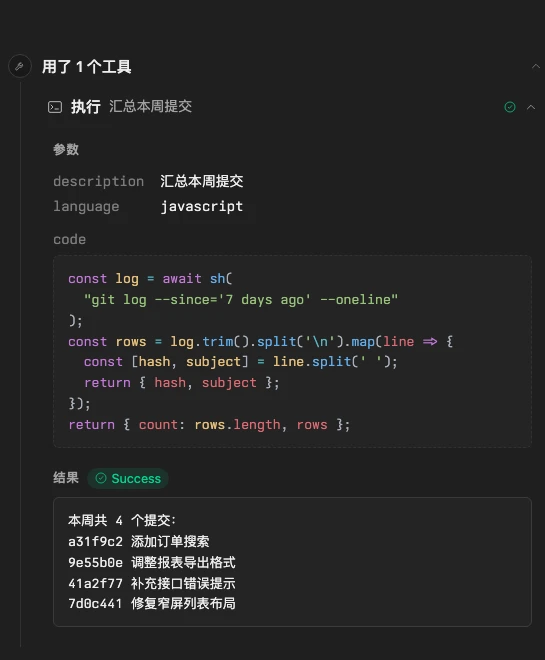 用了 1 个工具
执行 汇总本周提交
参数
description 汇总本周提交
language javascript
code
const log = await sh(
"git log --since='7 days ago' --oneline"
);
const rows = log.trim().split('\n').map(line => {
const [hash, subject] = line.split(' ');
return { hash, subject };
});
return { count: rows.length, rows };
结果 Success
本周共 4 个提交:
a31f9c2 添加订单搜索
9e55b0e 调整报表导出格式
41a2f77 补充接口错误提示
7d0c441 修复窄屏列表布局